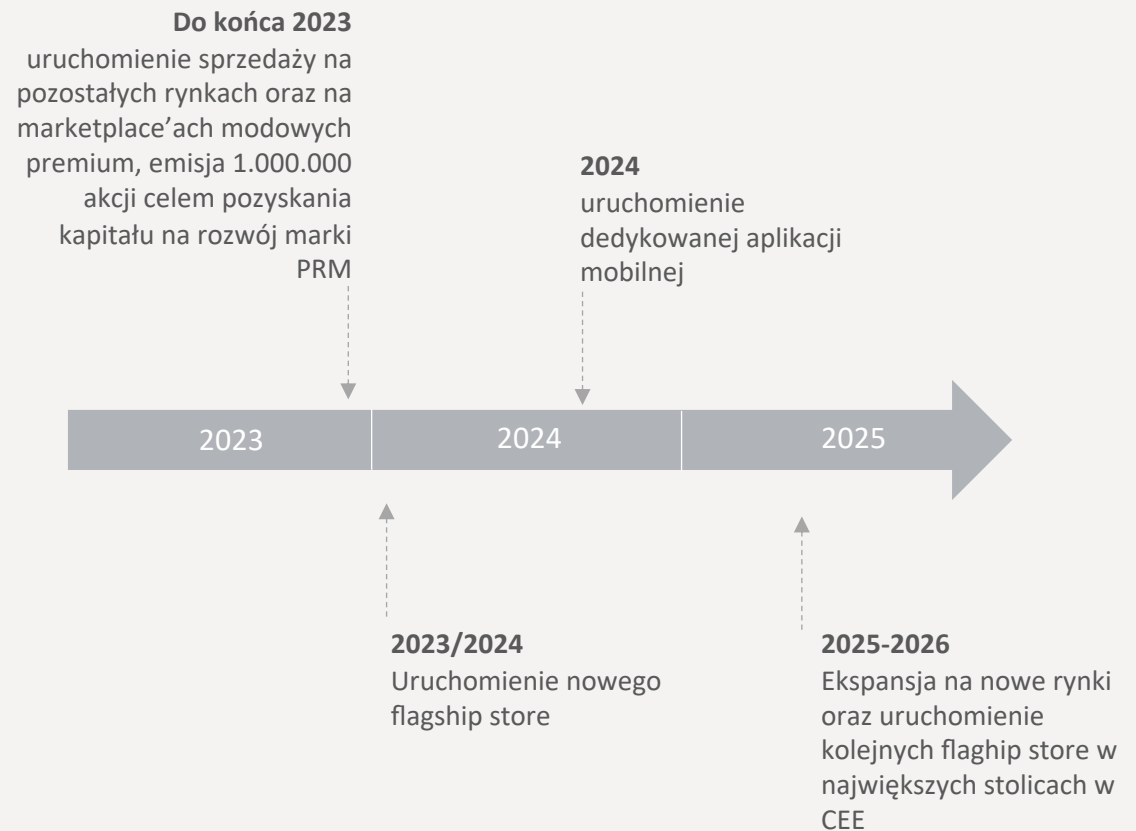 Do końca 2023
uruchomienie sprzedaży na
pozostałych rynkach oraz na
marketplace’ach modowych
premium, emisja 1.000.000
akcji celem pozyskania
kapitału na rozwój marki
PRM
2024
uruchomienie
dedykowanej aplikacji
mobilnej
2023
2024
2025
2023/2024
Uruchomienie nowego
flagship store
2025-2026
Ekspansja na nowe rynki
oraz uruchomienie
kolejnych flaghip store w
największych stolicach w
CEE